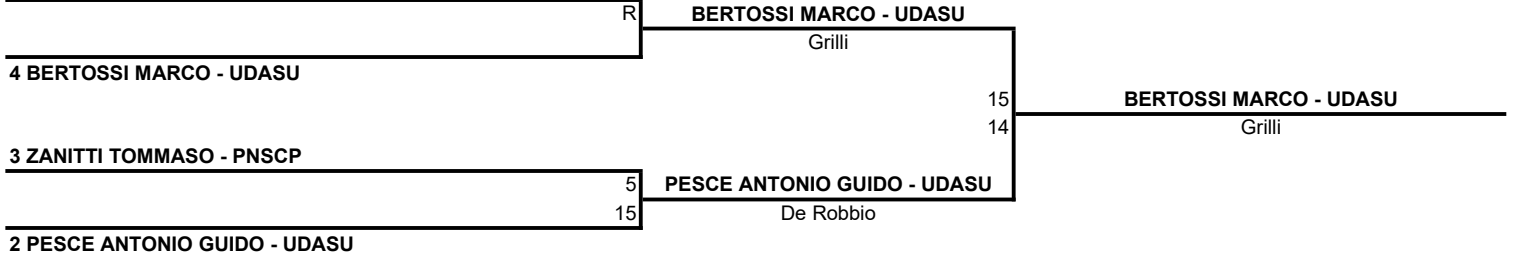 R
BERTOSSI MARCO - UDASU
Grilli
4 BERTOSSI MARCO - UDASU
15
BERTOSSI MARCO - UDASU
14
Grilli
3 ZANITTI TOMMASO - PNSCP
5
PESCE ANTONIO GUIDO - UDASU
15
De Robbio
2 PESCE ANTONIO GUIDO - UDASU